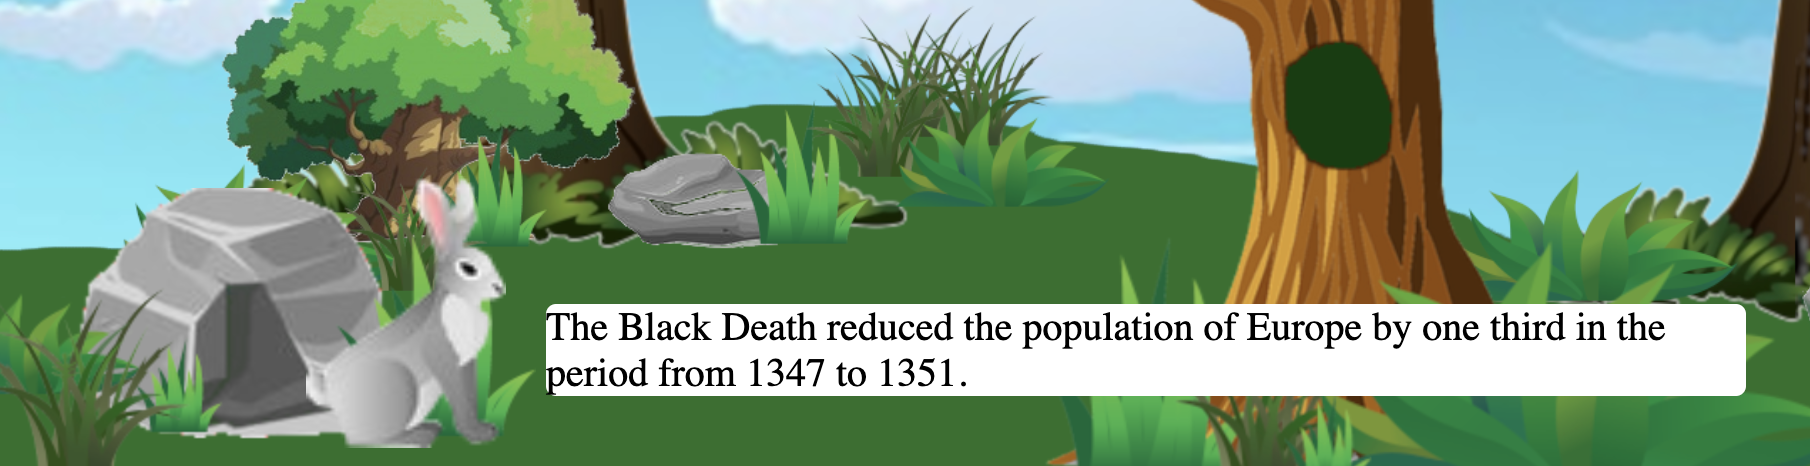 The Black Death reduced the population of Europe by one third in the
period from 1347 to 1351.